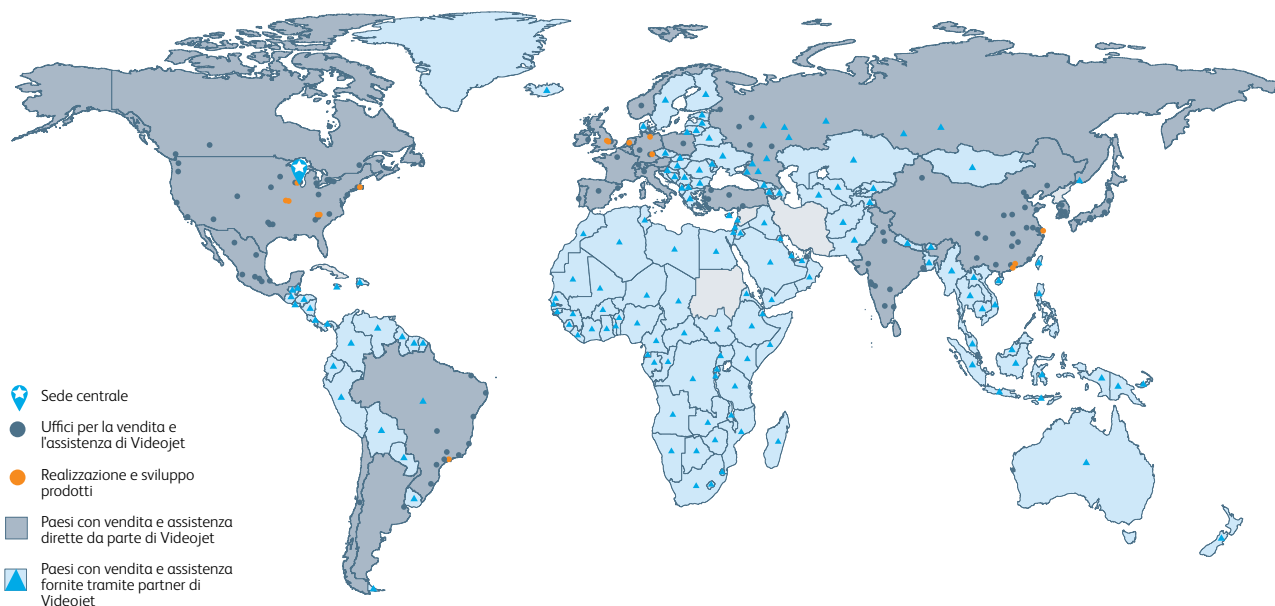 Sede centrale
Uffici per la vendita e
l'assistenza di Videojet
Realizzazione e sviluppo
prodotti
Paesi con vendita e assistenza
dirette da parte di Videojet
Paesi con vendita e assistenza
fornite tramite partner di
Videojet